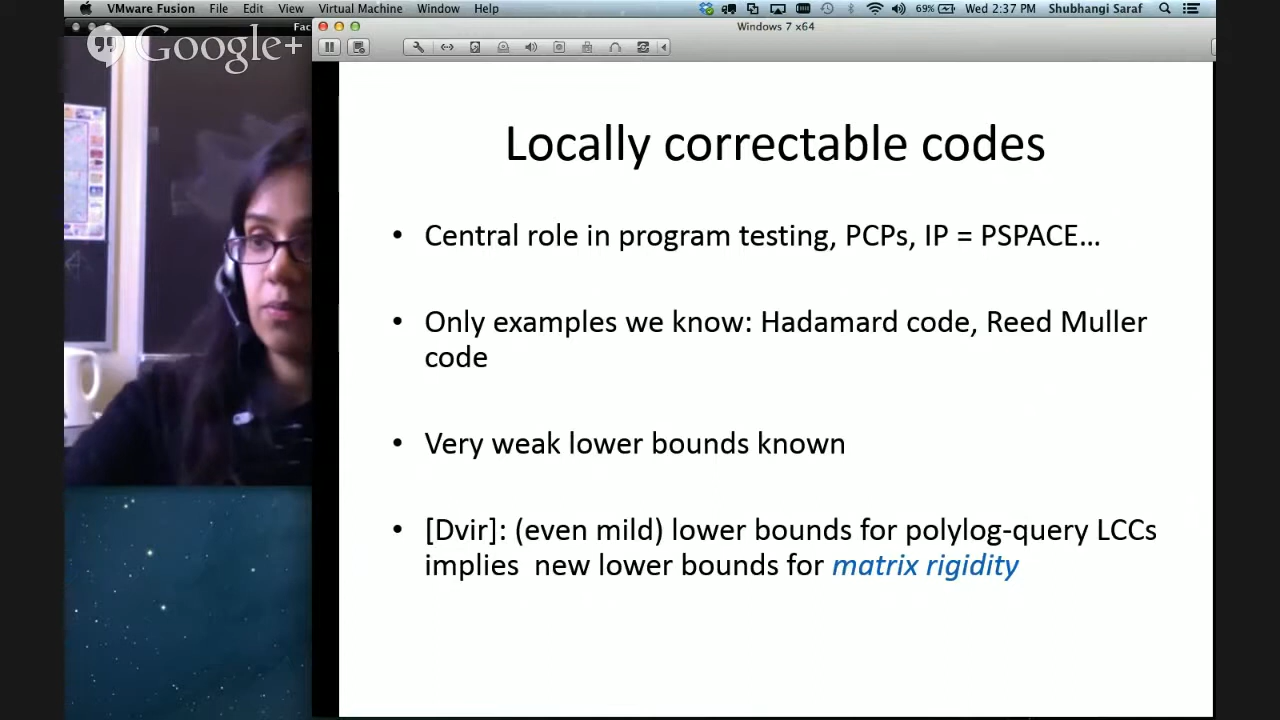 VMware Fusion File Edit View Virtual Machine Window Help 69% Wed 2:37 PM Shubhangi Saraf
Fac
Windows 7 x64
Google+
Locally correctable codes
• Central role in program testing, PCPs, IP = PSPACE…
• Only examples we know: Hadamard code, Reed Muller
code
• Very weak lower bounds known
• [Dvir]: (even mild) lower bounds for polylog-query LCCs
implies new lower bounds for matrix rigidity